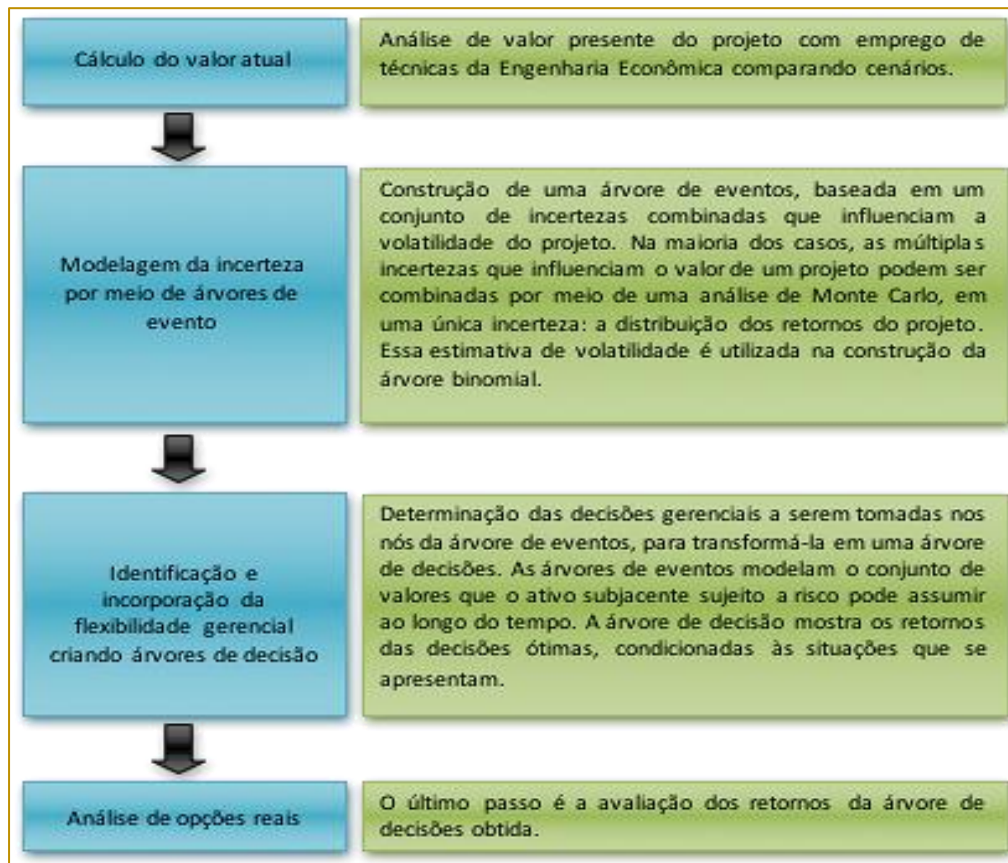 Cálculo do valor atual
Análise de valor presente do projeto com emprego de
técnicas da Engenharia Econômica comparando cenários.
Modelagem da incerteza
por meio de árvores de
evento
Construção de uma árvore de eventos, baseada em um
conjunto de incertezas combinadas que influenciam a
volatilidade do projeto. Na maioria dos casos, as múltiplas
incertezas que influenciam o valor de um projeto podem ser
combinadas por meio de uma análise de Monte Carlo, em
uma única incerteza: a distribuição dos retornos do projeto.
Essa estimativa de volatilidade é utilizada na construção da
árvore binomial.
Identificação e
incorporação da
flexibilidade gerencial
criando árvores de decisão
Determinação das decisões gerenciais a serem tomadas nos
nós da árvore de eventos, para transformá-la em uma árvore
de decisões. As árvores de eventos modelam o conjunto de
valores que o ativo subjacente sujeito a risco pode assumir
ao longo do tempo. A árvore de decisão mostra os retornos
das decisões ótimas, condicionadas às situações que se
apresentam.
Análise de opções reais
O último passo é a avaliação dos retornos da árvore de
decisões obtida.